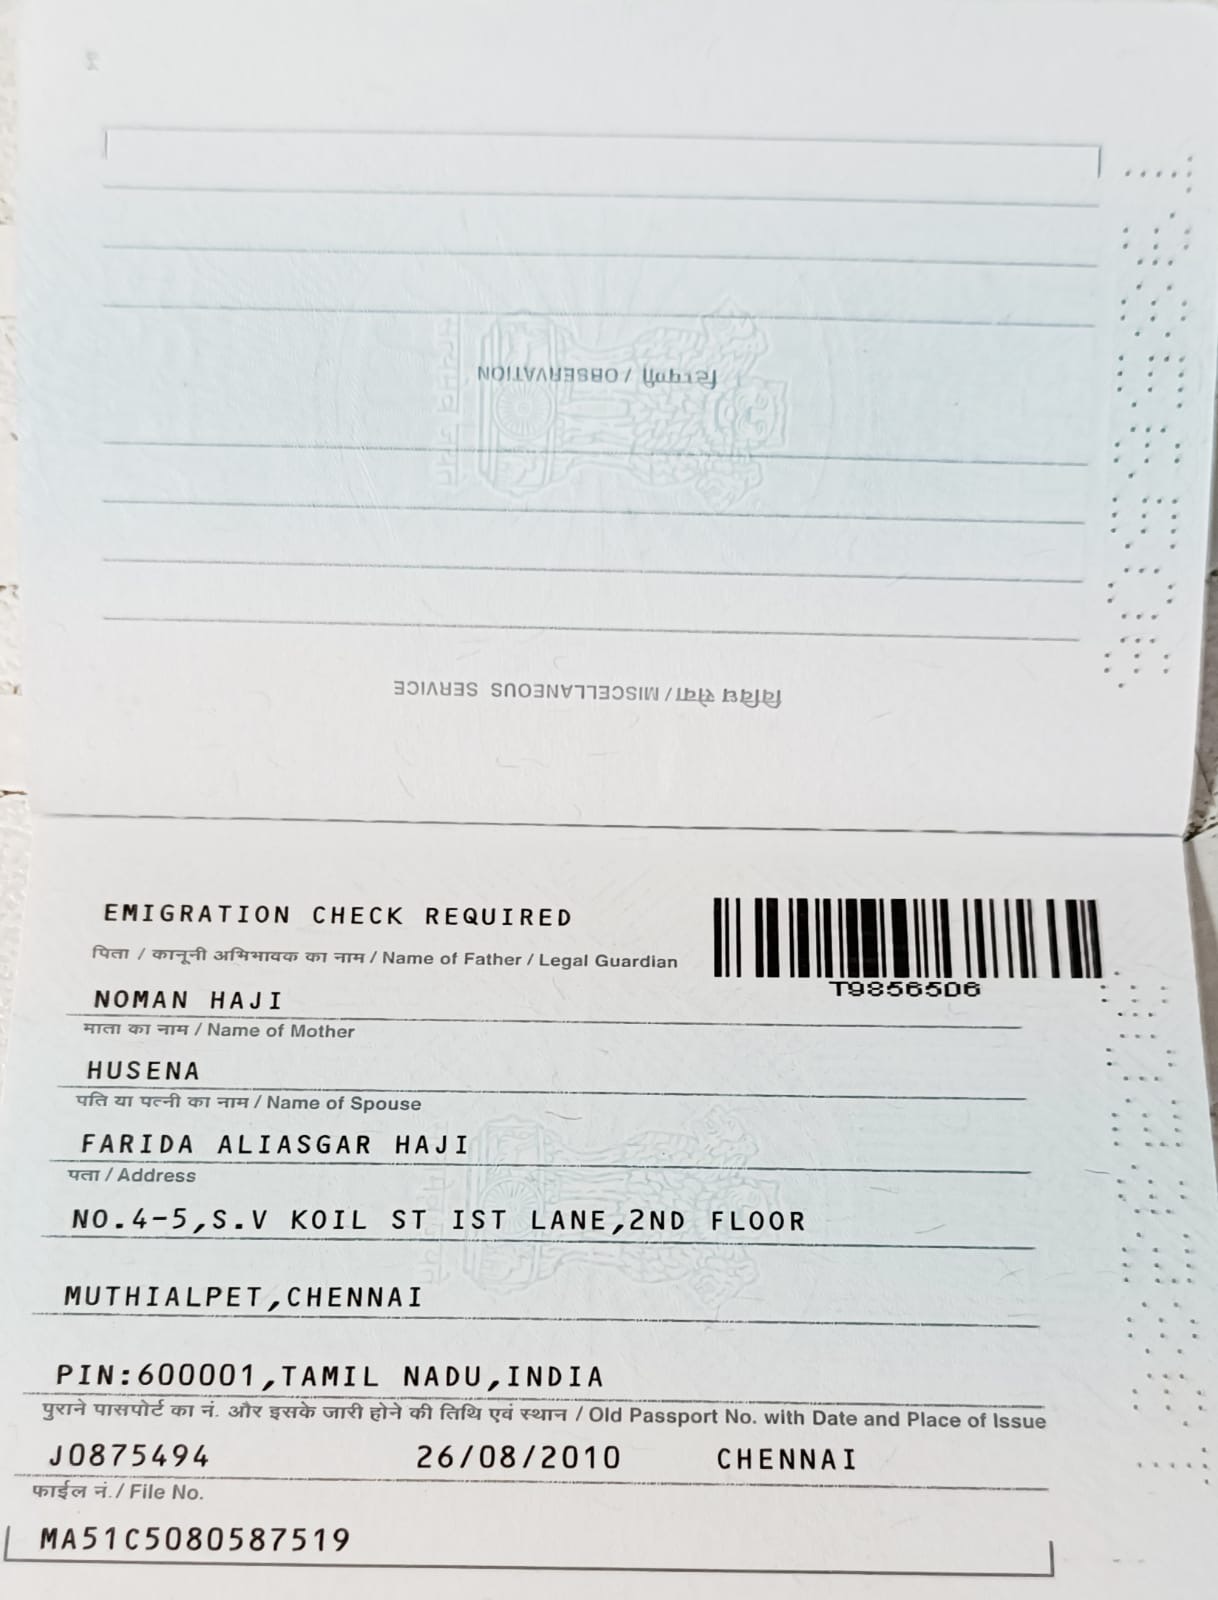 2
टिप्पणी / OBSERVATION
विविध सेवा / MISCELLANEOUS SERVICE
EMIGRATION CHECK REQUIRED
पिता / कानूनी अभिभावक का नाम / Name of Father / Legal Guardian
T9856506
NOMAN HAJI
माता का नाम / Name of Mother
HUSENA
पति या पत्नी का नाम / Name of Spouse
FARIDA ALIASGAR HAJI
पता / Address
NO.4-5,S.V KOIL ST IST LANE,2ND FLOOR
MUTHIALPET,CHENNAI
PIN:600001,TAMIL NADU,INDIA
पुराने पासपोर्ट का नं. और इसके जारी होने की तिथि एवं स्थान / Old Passport No. with Date and Place of Issue
J0875494 26/08/2010 CHENNAI
फाईल नं. / File No.
MA51C5080587519